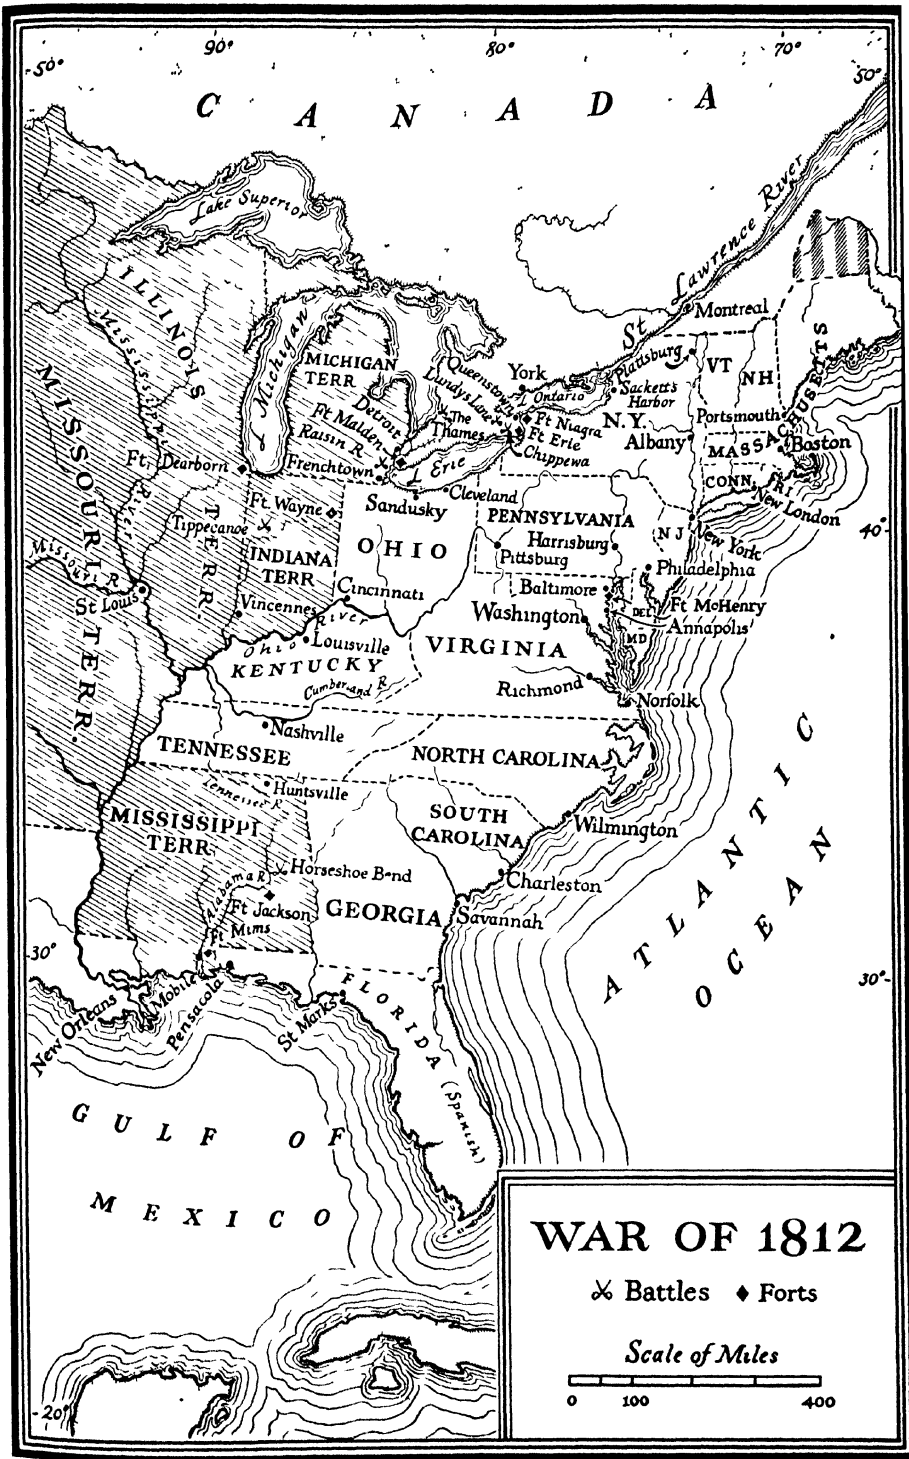 90°
80°
70°
50°
50°
CANADA
Lake Superior
St Lawrence River
Montreal
ILLINOIS
TERR.
Mississippi River
Michigan
MICHIGAN
TERR
Queenstown
Lundys Lane
York
L Ontario
Plattsburg
Sackett's
Harbor
VT
NH
MASSACHUSETTS
MISSOURI TERR.
Detroit
Ft Malden
Raisin R
Frenchtown
The
Thames
Ft Niagra
Ft Erie
Chippewa
N.Y.
Albany
Portsmouth
MASS
Boston
Ft. Dearborn
L Erie
CONN.
R I
New London
Ft. Wayne
Sandusky
Cleveland
Tippecanoe
PENNSYLVANIA
Harrisburg
Pittsburg
N J
New York
40°
OHIO
INDIANA
TERR
Missouri R
St Louis
Philadelphia
Baltimore
DEL
Ft McHenry
Annapolis
MD
Vincennes
Cincinnati
Washington
Ohio River
Louisville
KENTUCKY
Cumberland R
VIRGINIA
Richmond
Norfolk
Nashville
TENNESSEE
NORTH CAROLINA
Tennessee R
Huntsville
MISSISSIPPI
TERR
SOUTH
CAROLINA
Wilmington
Horseshoe Bend
Alabama R
Charleston
Ft Jackson
Ft Mims
GEORGIA
Savannah
ATLANTIC
OCEAN
30°
30°
New Orleans
Mobile
Pensacola
St Marks
FLORIDA (Spanish)
GULF OF
MEXICO
20°
WAR OF 1812
Battles Forts
Scale of Miles
0 100 400